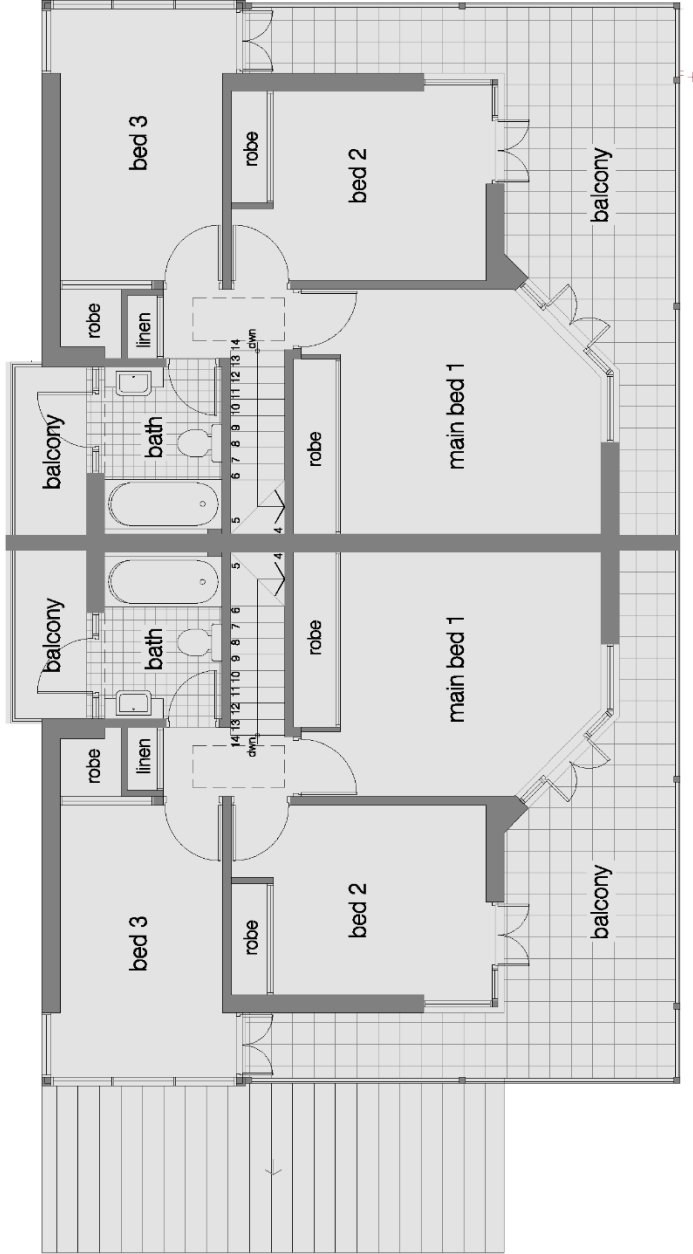 balcony
balcony
robe
robe
bed 3
linen
bath
bath
linen
bed 3
14 13 12 11 10 9 8 7 6 5
5 6 7 8 9 10 11 12 13 14
robe
dwn
dwn
robe
4
4
robe
robe
bed 2
bed 2
main bed 1
main bed 1
balcony
balcony